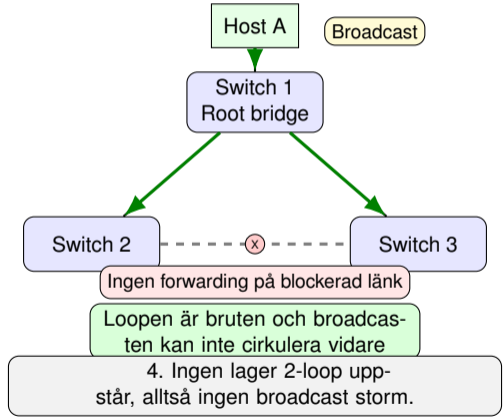 Host A
Broadcast
Switch 1
Root bridge
Switch 2
x
Switch 3
Ingen forwarding på blockerad länk
Loopen är bruten och broadcas-
ten kan inte cirkulera vidare
4. Ingen lager 2-loop upp-
står, alltså ingen broadcast storm.